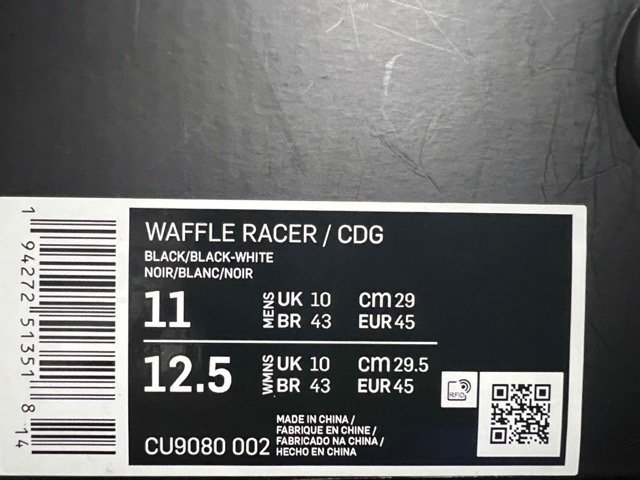 WAFFLE RACER / CDG
BLACK/BLACK-WHITE
NOIR/BLANC/NOIR
11 MENS UK 10 CM 29
BR 43 EUR 45
12.5 WMNS UK 10 CM 29.5
BR 43 EUR 45
RFID
CU9080 002
MADE IN CHINA /
FABRIQUE EN CHINE /
FABRICADO NA CHINA /
HECHO EN CHINA
1 94272 51351 8 14